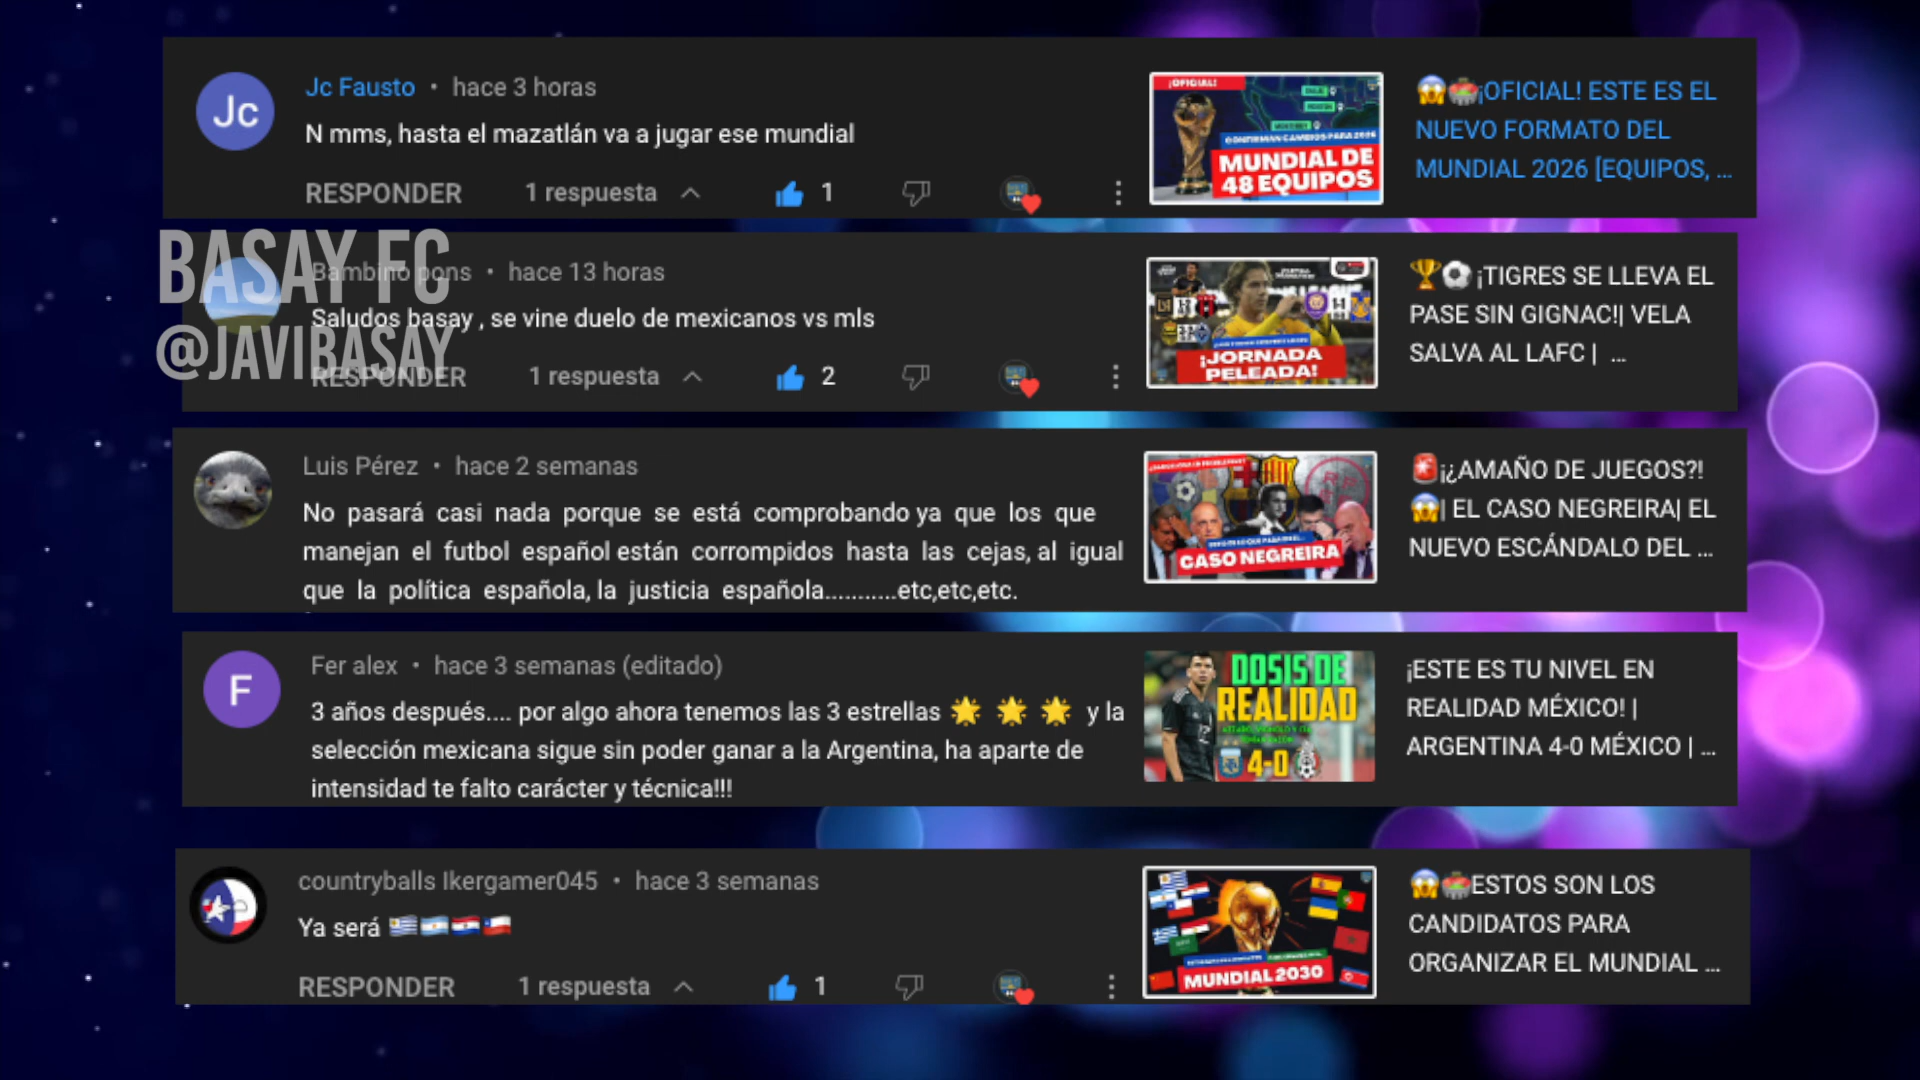 Jc
Jc Fausto • hace 3 horas
N mms, hasta el mazatlán va a jugar ese mundial
RESPONDER 1 respuesta 1
¡OFICIAL!
CONFIRMAN CAMBIOS PARA 2026
MUNDIAL DE
48 EQUIPOS
😱🏟️¡OFICIAL! ESTE ES EL
NUEVO FORMATO DEL
MUNDIAL 2026 [EQUIPOS, ...
BASAY FC
@JAVIBASAY
Bambino pons • hace 13 horas
Saludos basay , se vine duelo de mexicanos vs mls
RESPONDER 1 respuesta 2
¡JORNADA
PELEADA!
🏆⚽ ¡TIGRES SE LLEVA EL
PASE SIN GIGNAC!| VELA
SALVA AL LAFC | ...
Luis Pérez • hace 2 semanas
No pasará casi nada porque se está comprobando ya que los que
manejan el futbol español están corrompidos hasta las cejas, al igual
que la política española, la justicia española...........etc,etc,etc.
CASO NEGREIRA
🚨¡¿AMAÑO DE JUEGOS?!
😱| EL CASO NEGREIRA| EL
NUEVO ESCÁNDALO DEL ...
F
Fer alex • hace 3 semanas (editado)
3 años después.... por algo ahora tenemos las 3 estrellas 🌟 🌟 🌟 y la
selección mexicana sigue sin poder ganar a la Argentina, ha aparte de
intensidad te falto carácter y técnica!!!
DOSIS DE
REALIDAD
4-0
¡ESTE ES TU NIVEL EN
REALIDAD MÉXICO! |
ARGENTINA 4-0 MÉXICO | ...
countryballs Ikergamer045 • hace 3 semanas
Ya será 🇺🇾🇦🇷🇵🇾🇨🇱
RESPONDER 1 respuesta 1
MUNDIAL 2030
😱🏟️ESTOS SON LOS
CANDIDATOS PARA
ORGANIZAR EL MUNDIAL ...